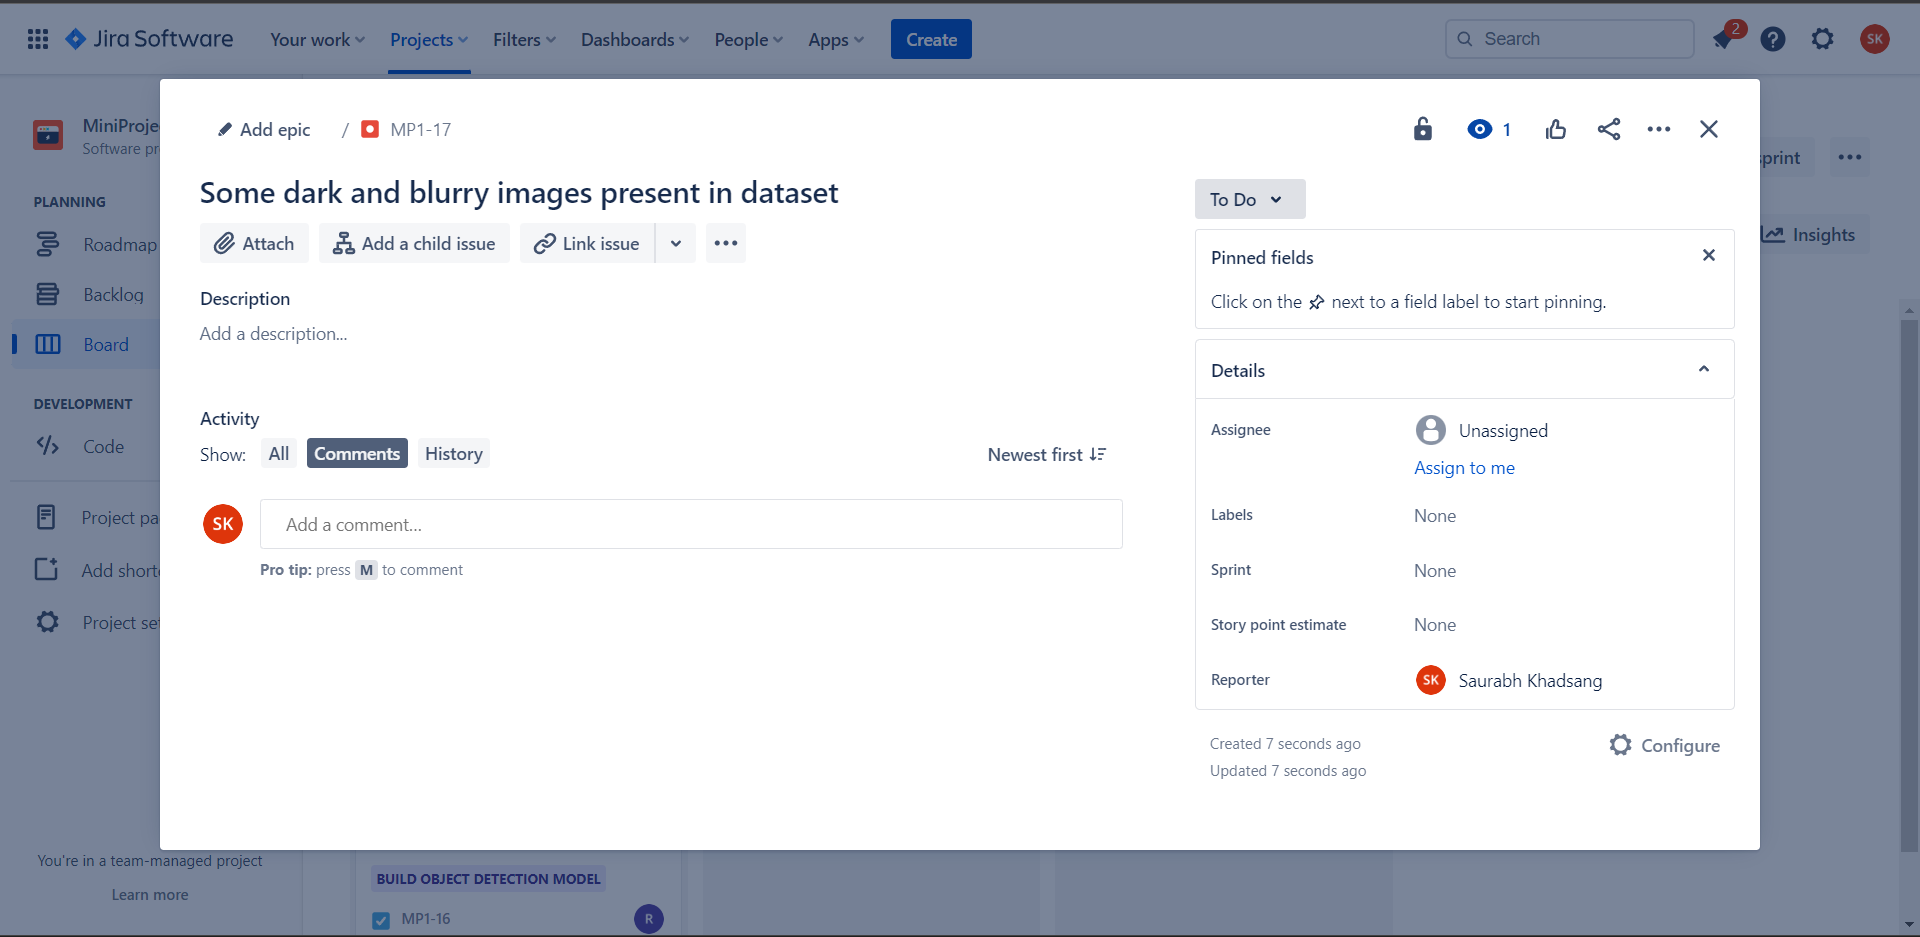 Jira Software
Your work
Projects
Filters
Dashboards
People
Apps
Create
Search
2
SK
MiniProje
Software pr
PLANNING
Roadmap
Backlog
Board
DEVELOPMENT
Code
Project pa
Add shortc
Project set
You're in a team-managed project
Learn more
sprint
Insights
Add epic / MP1-17
1
Some dark and blurry images present in dataset
Attach
Add a child issue
Link issue
Description
Add a description...
Activity
Show: All Comments History
Newest first
SK
Add a comment...
Pro tip: press M to comment
To Do
Pinned fields
Click on the next to a field label to start pinning.
Details
Assignee
Unassigned
Assign to me
Labels
None
Sprint
None
Story point estimate
None
Reporter
SK Saurabh Khadsang
Created 7 seconds ago
Updated 7 seconds ago
Configure
BUILD OBJECT DETECTION MODEL
MP1-16
R